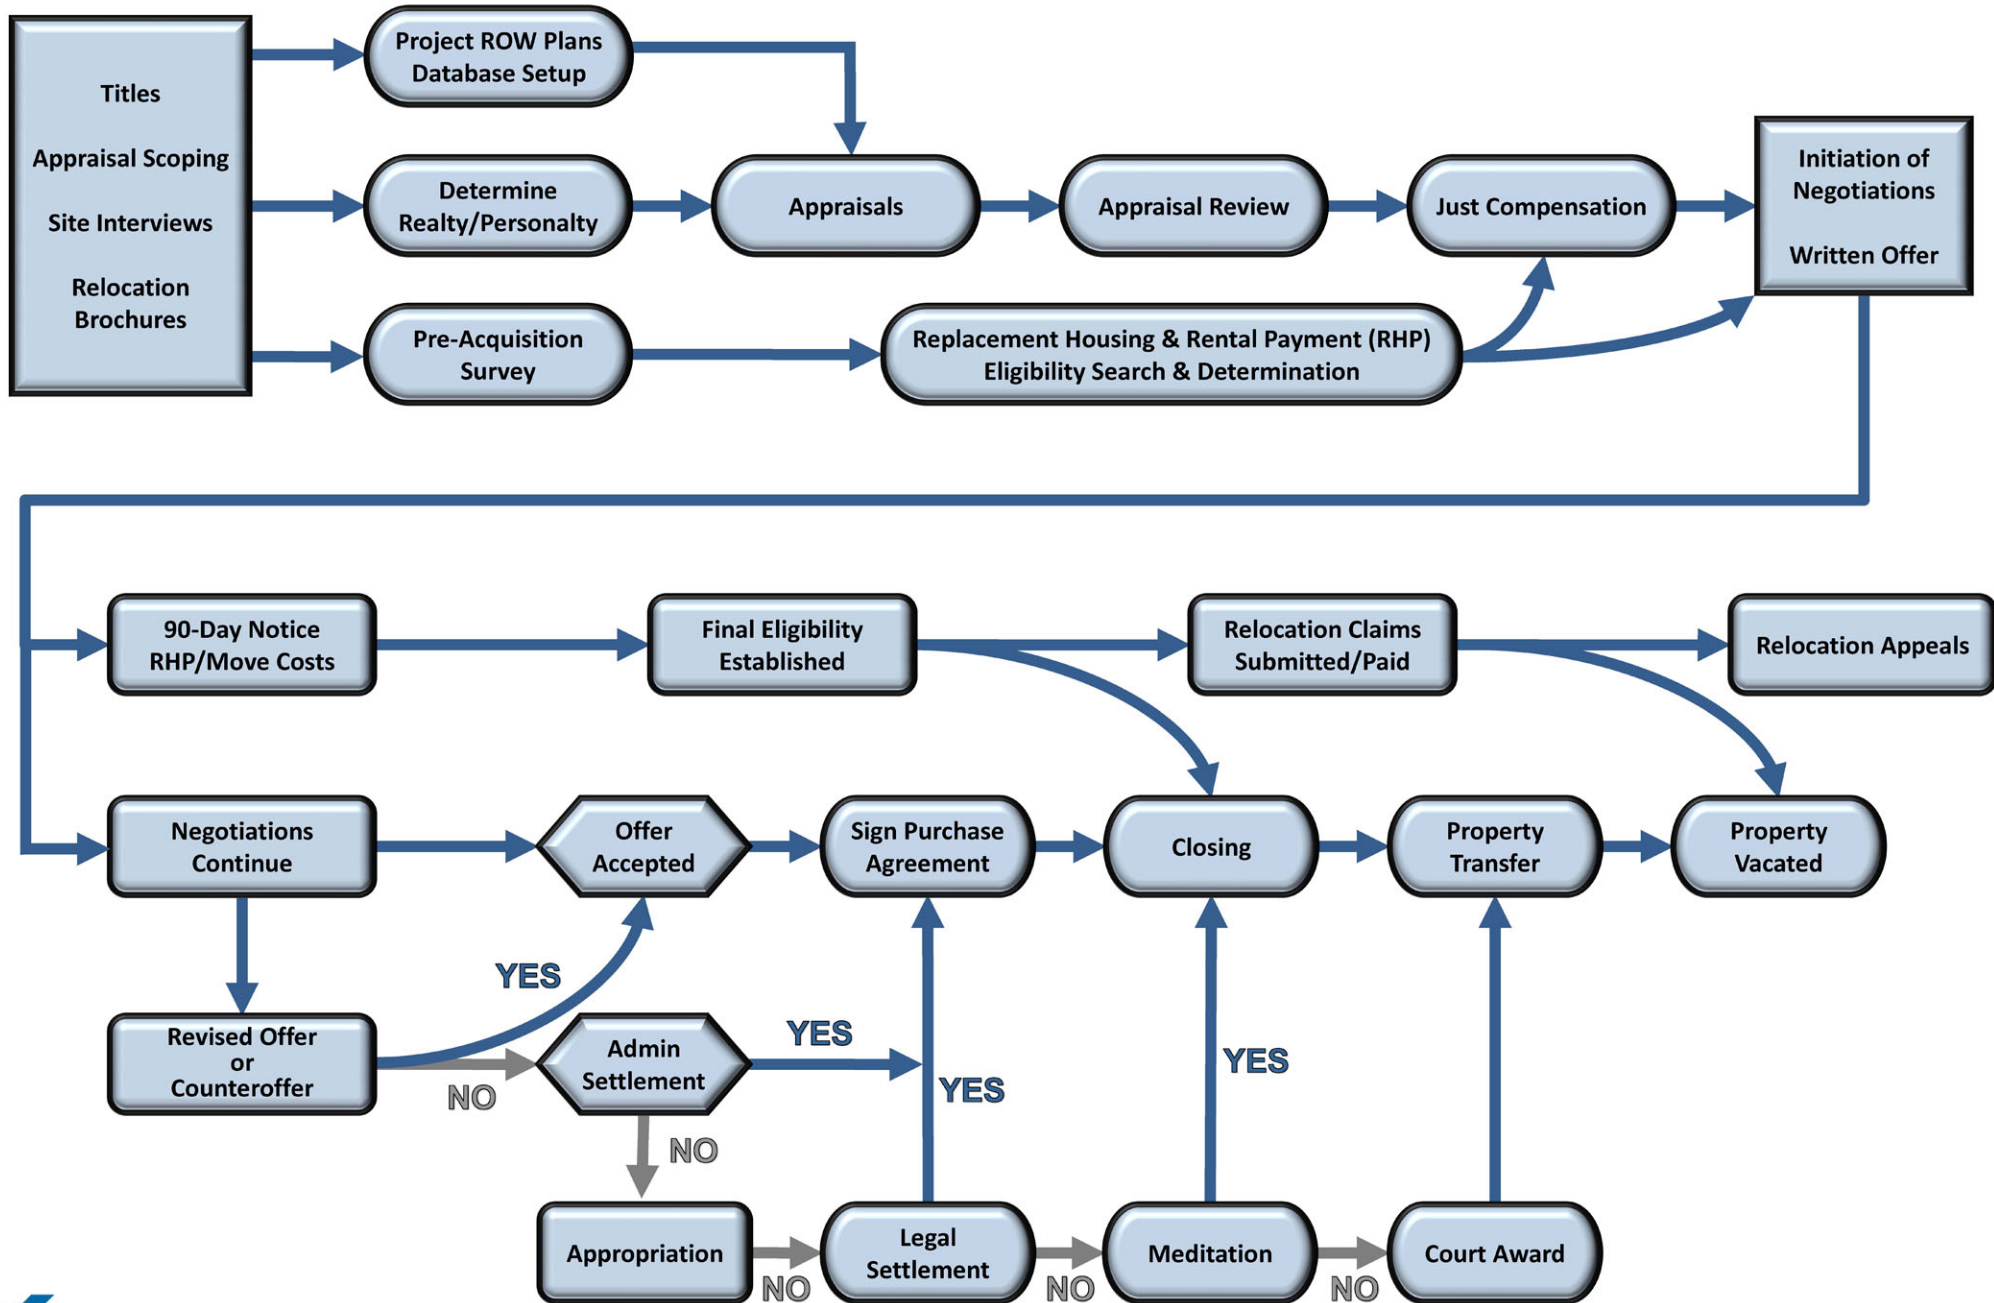 Titles
Appraisal Scoping
Site Interviews
Relocation
Brochures
Project ROW Plans
Database Setup
Determine
Realty/Personalty
Pre-Acquisition
Survey
Appraisals
Appraisal Review
Just Compensation
Replacement Housing & Rental Payment (RHP)
Eligibility Search & Determination
Initiation of
Negotiations
Written Offer
90-Day Notice
RHP/Move Costs
Final Eligibility
Established
Relocation Claims
Submitted/Paid
Relocation Appeals
Negotiations
Continue
Offer
Accepted
Sign Purchase
Agreement
Closing
Property
Transfer
Property
Vacated
YES
Revised Offer
or
Counteroffer
NO
Admin
Settlement
YES
YES
YES
NO
Appropriation
NO
Legal
Settlement
NO
Meditation
NO
Court Award